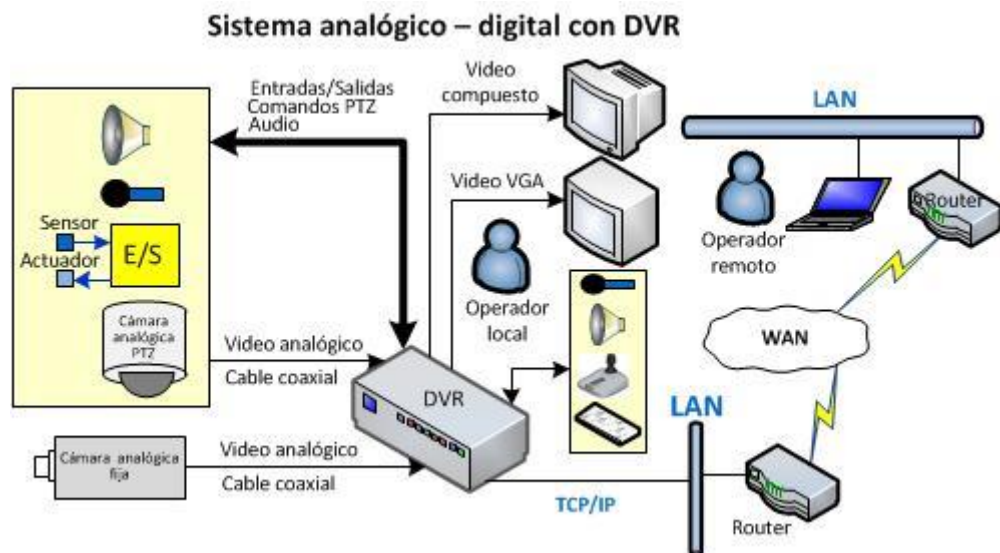 Sistema analógico – digital con DVR
Entradas/Salidas
Comandos PTZ
Audio
Video
compuesto
LAN
Video VGA
Router
Sensor
Actuador
E/S
Operador
remoto
Operador
local
Cámara
analógica
PTZ
Video analógico
Cable coaxial
WAN
DVR
LAN
Cámara analógica
fija
Video analógico
Cable coaxial
TCP/IP
Router